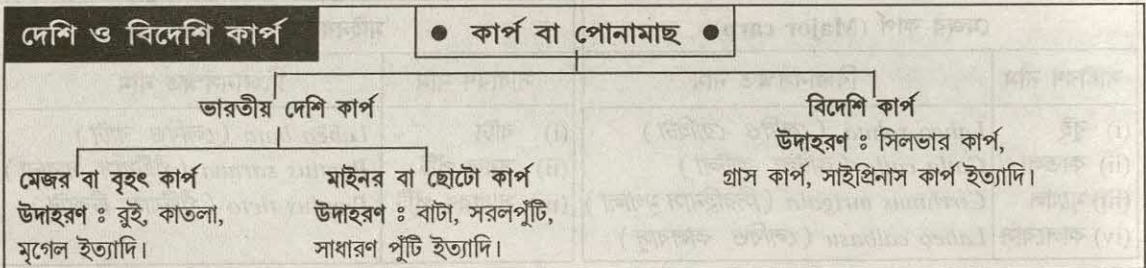 দেশি ও বিদেশি কার্প
● কার্প বা পোনামাছ ●
ভারতীয় দেশি কার্প
বিদেশি কার্প
উদাহরণ ঃ সিলভার কার্প,
গ্রাস কার্প, সাইপ্রিনাস কার্প ইত্যাদি।
মেজর বা বৃহৎ কার্প
উদাহরণ ঃ রুই, কাতলা,
মৃগেল ইত্যাদি।
মাইনর বা ছোটো কার্প
উদাহরণ ঃ বাটা, সরলপুঁটি,
সাধারণ পুঁটি ইত্যাদি।